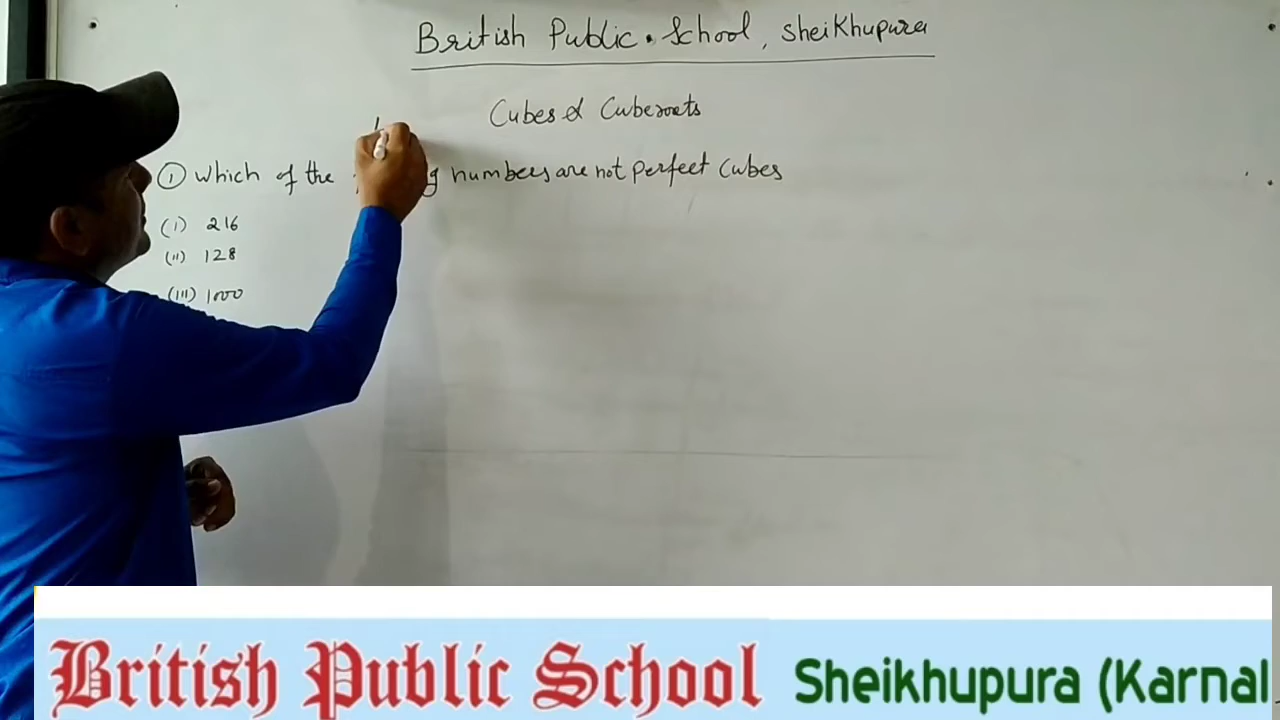 British Public School, Sheikhupura
Cubes & Cuberoots
① Which of the numbers are not perfect cubes
(i) 216
(ii) 128
(iii) 1000
British Public School Sheikhupura (Karnal